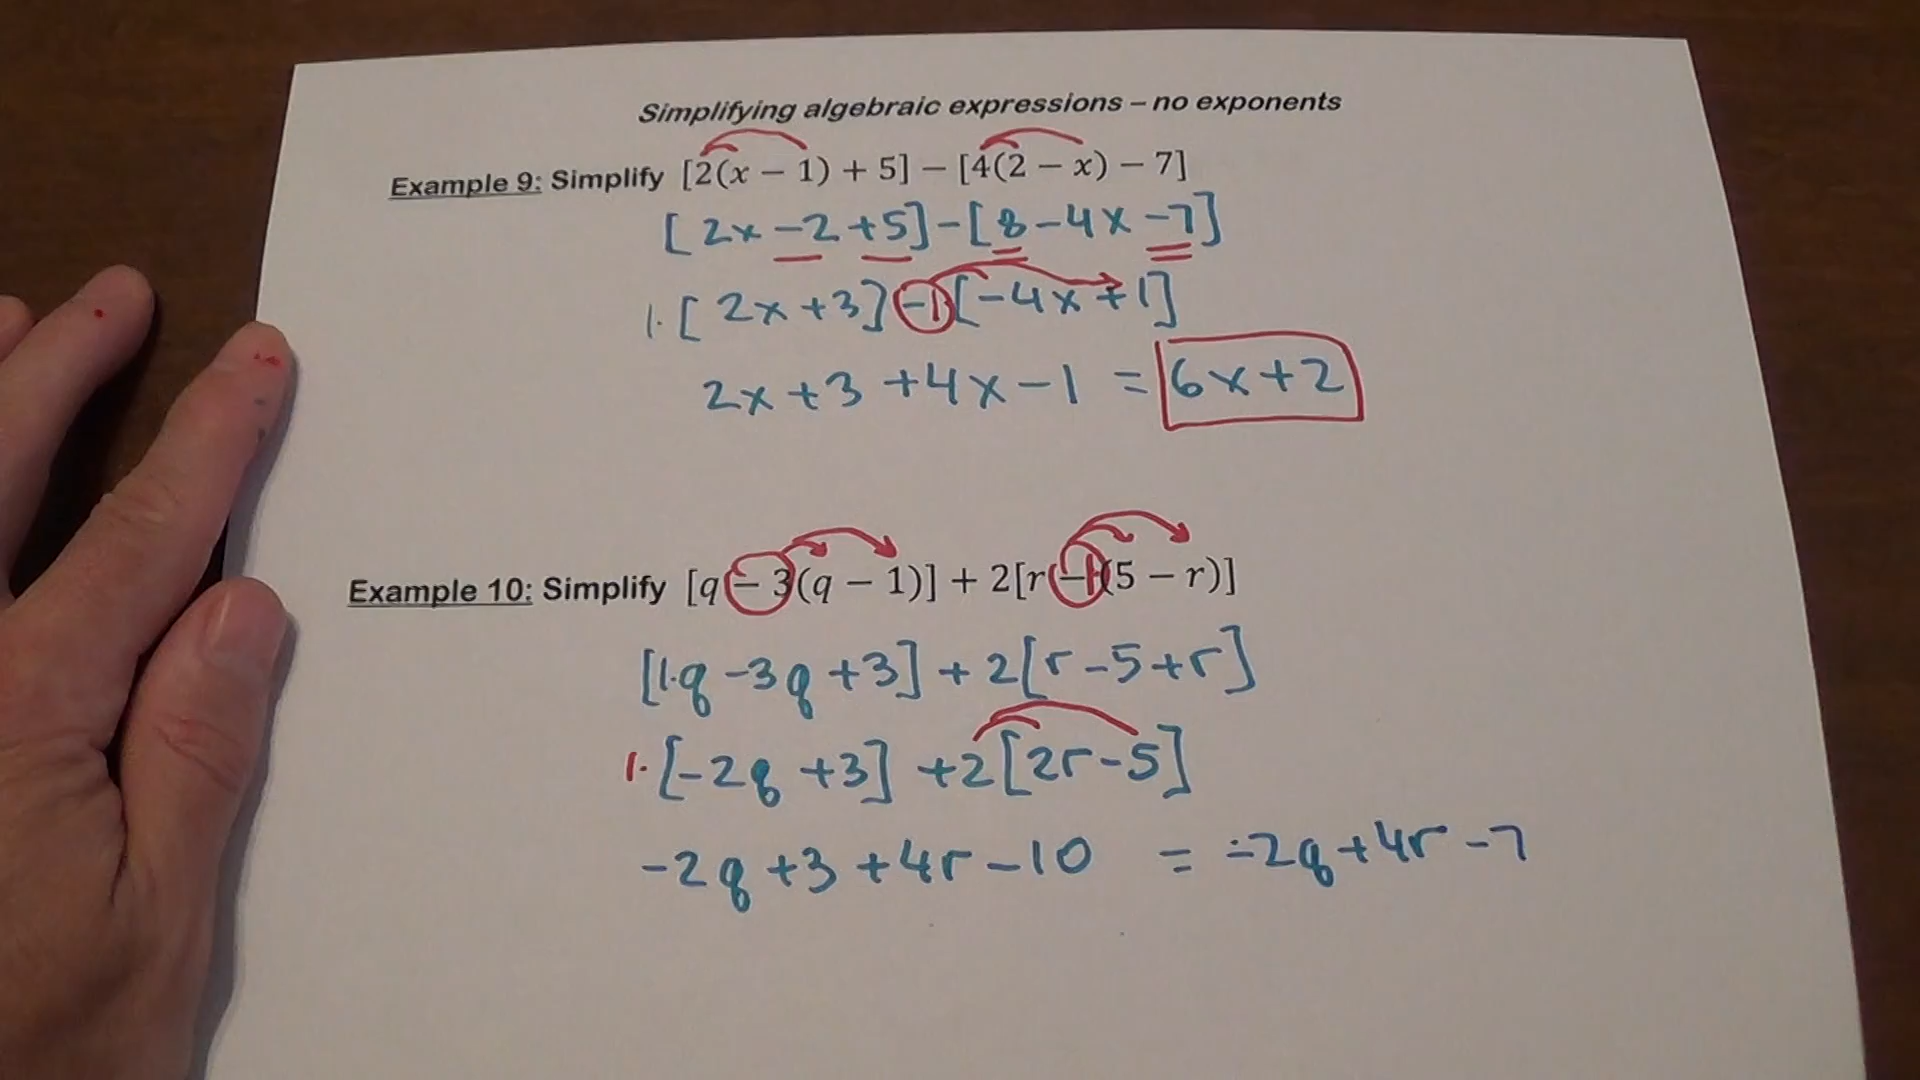 Simplifying algebraic expressions – no exponents
Example 9: Simplify [2(x − 1) + 5] − [4(2 − x) − 7]
[2x −2 +5] − [8 − 4x −7]
1·[2x +3] −1[−4x +1]
2x +3 +4x −1 = 6x+2
Example 10: Simplify [q − 3(q − 1)] + 2[r −1(5 − r)]
[1·q −3q +3] + 2[r −5 +r]
1·[−2q +3] +2[2r −5]
−2q +3 +4r −10 = −2q +4r −7